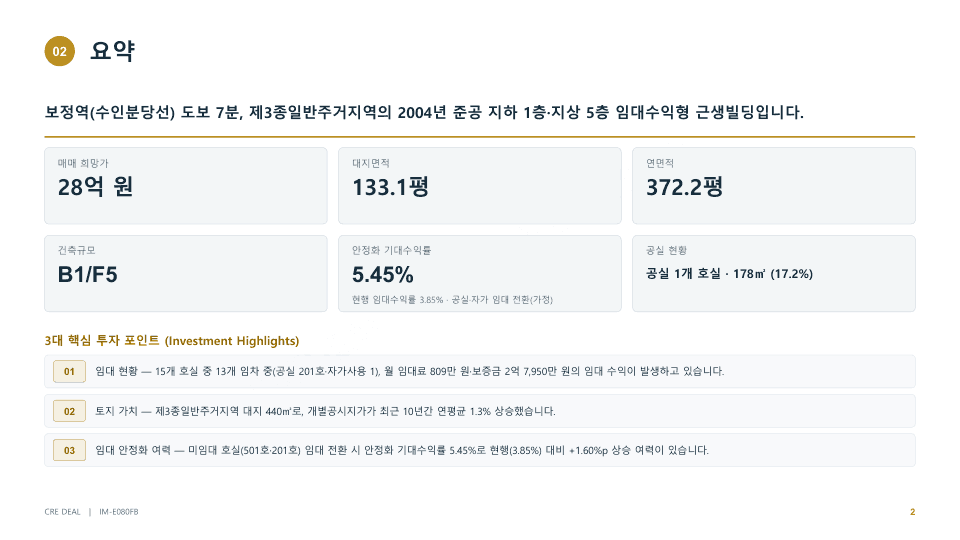 02 요약
보정역(수인분당선) 도보 7분, 제3종일반주거지역의 2004년 준공 지하 1층·지상 5층 임대수익형 근생빌딩입니다.
매매 희망가
28억 원
대지면적
133.1평
연면적
372.2평
건축규모
B1/F5
안정화 기대수익률
5.45%
현행 임대수익률 3.85% · 공실·자가 임대 전환(가정)
공실 현황
공실 1개 호실 · 178㎡ (17.2%)
3대 핵심 투자 포인트 (Investment Highlights)
01 임대 현황 — 15개 호실 중 13개 임차 중(공실 201호·자가사용 1), 월 임대료 809만 원·보증금 2억 7,950만 원의 임대 수익이 발생하고 있습니다.
02 토지 가치 — 제3종일반주거지역 대지 440㎡로, 개별공시지가가 최근 10년간 연평균 1.3% 상승했습니다.
03 임대 안정화 여력 — 미임대 호실(501호·201호) 임대 전환 시 안정화 기대수익률 5.45%로 현행(3.85%) 대비 +1.60%p 상승 여력이 있습니다.
CRE DEAL | IM-E080FB
2